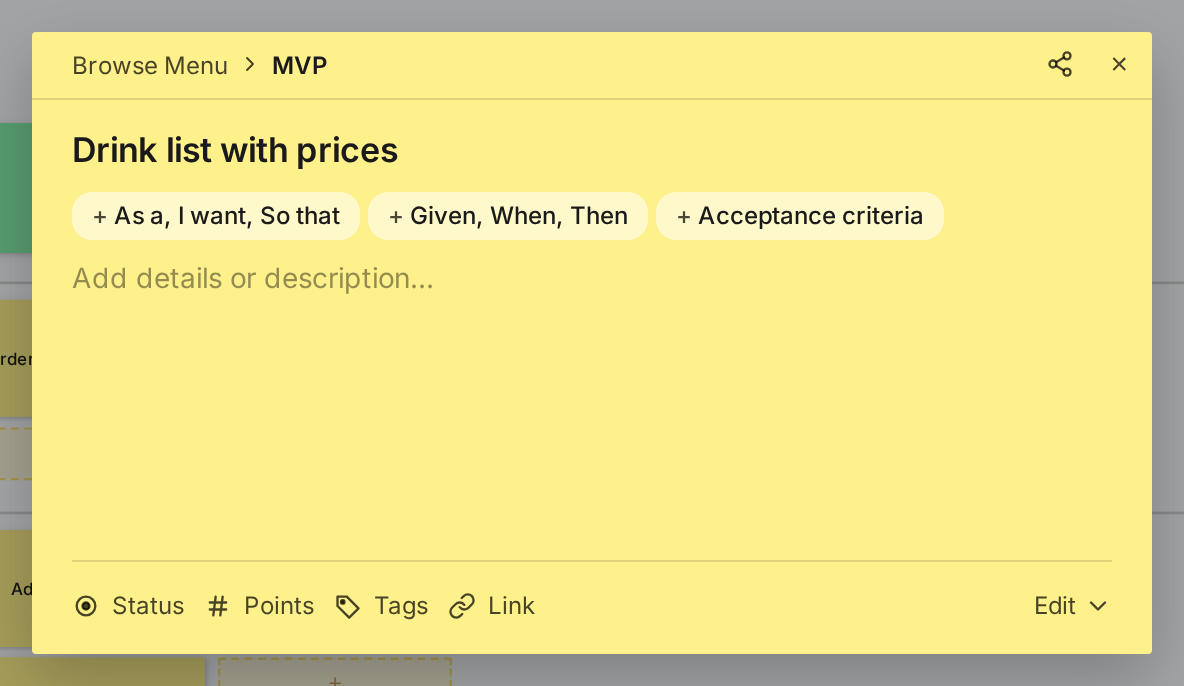 Browse Menu > MVP
Drink list with prices
+ As a, I want, So that + Given, When, Then + Acceptance criteria
Add details or description...
Status # Points Tags Link Edit
+